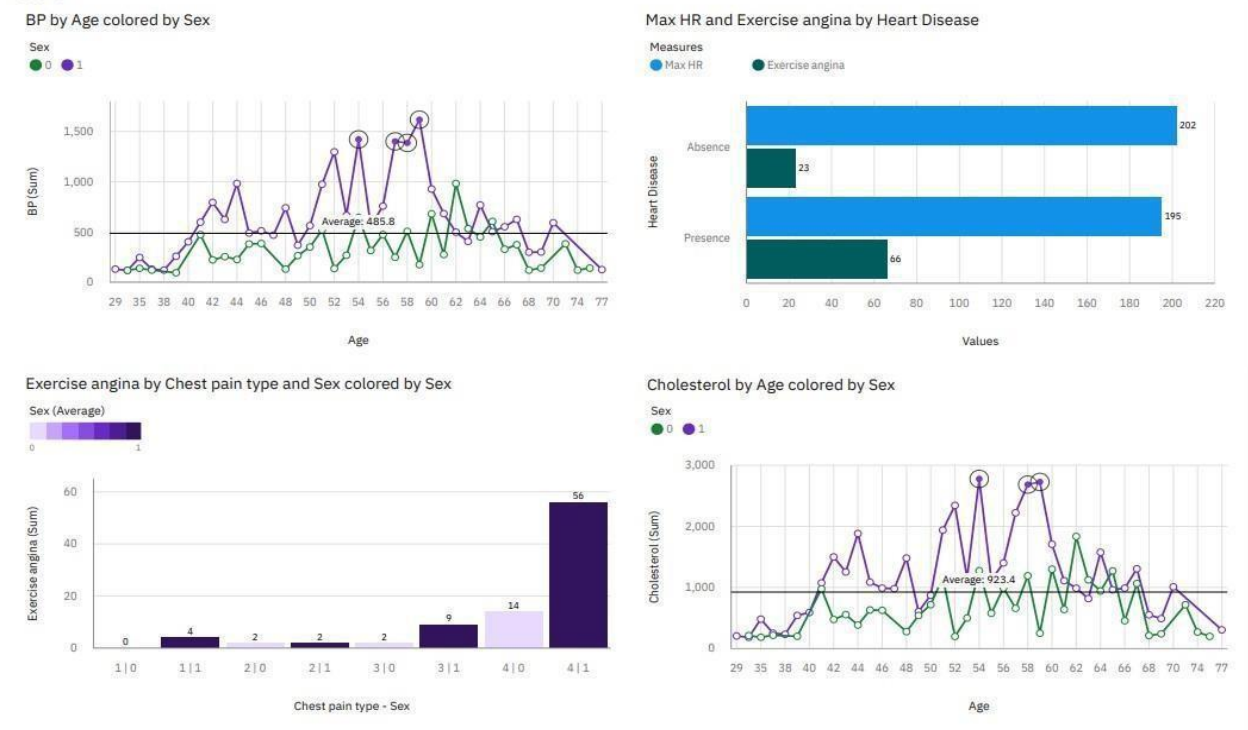 BP by Age colored by Sex
Sex
0 1
1,500
1,000
500
0
BP (Sum)
Average: 485.8
29 35 38 40 42 44 46 48 50 52 54 56 58 60 62 64 66 68 70 74 77
Age
Max HR and Exercise angina by Heart Disease
Measures
Max HR Exercise angina
Heart Disease
Absence
202
23
Presence
195
66
0 20 40 60 80 100 120 140 160 180 200 220
Values
Exercise angina by Chest pain type and Sex colored by Sex
Sex (Average)
0 1
Exercise angina (Sum)
60
40
20
0
0 4 2 2 2 9 14 56
1|0 1|1 2|0 2|1 3|0 3|1 4|0 4|1
Chest pain type - Sex
Cholesterol by Age colored by Sex
Sex
0 1
3,000
2,000
1,000
0
Cholesterol (Sum)
Average: 923.4
29 35 38 40 42 44 46 48 50 52 54 56 58 60 62 64 66 68 70 74 77
Age